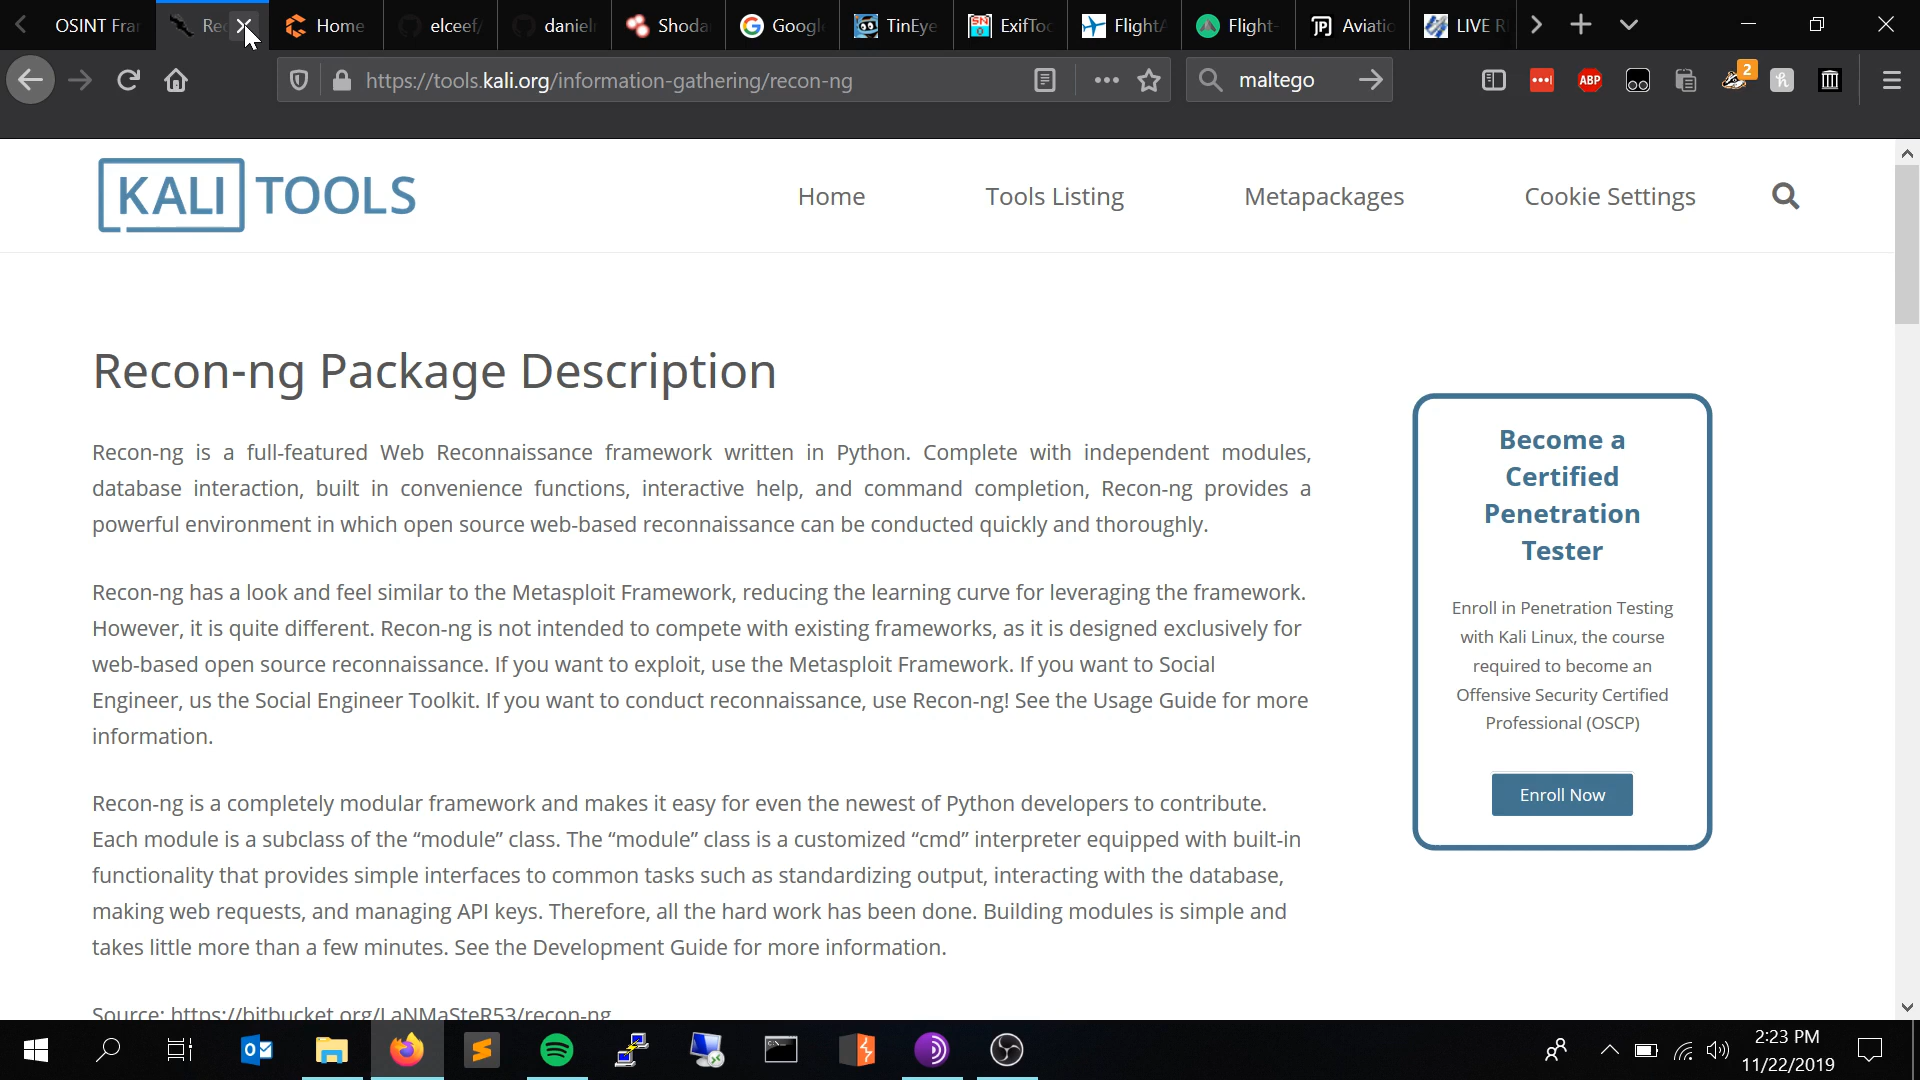 OSINT Fra
Rec
Home
elceef/
daniel
Shoda
Googl
TinEye
ExifToo
FlightA
Flight-
Aviatio
LIVE R
https://tools.kali.org/information-gathering/recon-ng
maltego
ABP
2
KALI TOOLS
Home
Tools Listing
Metapackages
Cookie Settings
Recon-ng Package Description
Recon-ng is a full-featured Web Reconnaissance framework written in Python. Complete with independent modules,
database interaction, built in convenience functions, interactive help, and command completion, Recon-ng provides a
powerful environment in which open source web-based reconnaissance can be conducted quickly and thoroughly.
Recon-ng has a look and feel similar to the Metasploit Framework, reducing the learning curve for leveraging the framework.
However, it is quite different. Recon-ng is not intended to compete with existing frameworks, as it is designed exclusively for
web-based open source reconnaissance. If you want to exploit, use the Metasploit Framework. If you want to Social
Engineer, us the Social Engineer Toolkit. If you want to conduct reconnaissance, use Recon-ng! See the Usage Guide for more
information.
Recon-ng is a completely modular framework and makes it easy for even the newest of Python developers to contribute.
Each module is a subclass of the “module” class. The “module” class is a customized “cmd” interpreter equipped with built-in
functionality that provides simple interfaces to common tasks such as standardizing output, interacting with the database,
making web requests, and managing API keys. Therefore, all the hard work has been done. Building modules is simple and
takes little more than a few minutes. See the Development Guide for more information.
Source: https://bitbucket.org/LaNMaSteR53/recon-ng
Become a
Certified
Penetration
Tester
Enroll in Penetration Testing
with Kali Linux, the course
required to become an
Offensive Security Certified
Professional (OSCP)
Enroll Now
2:23 PM
11/22/2019